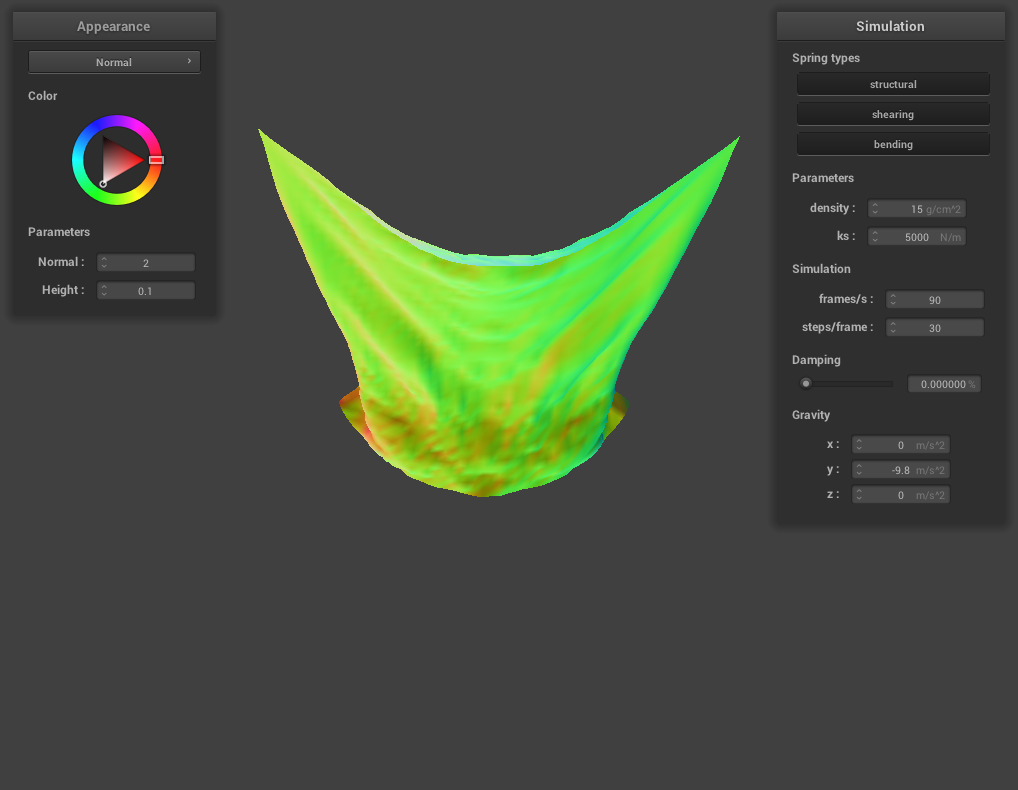 Appearance
Normal ›
Color
Parameters
Normal : 2
Height : 0.1
Simulation
Spring types
structural
shearing
bending
Parameters
density : 15 g/cm^2
ks : 5000 N/m
Simulation
frames/s : 90
steps/frame : 30
Damping
0.000000 %
Gravity
x : 0 m/s^2
y : -9.8 m/s^2
z : 0 m/s^2